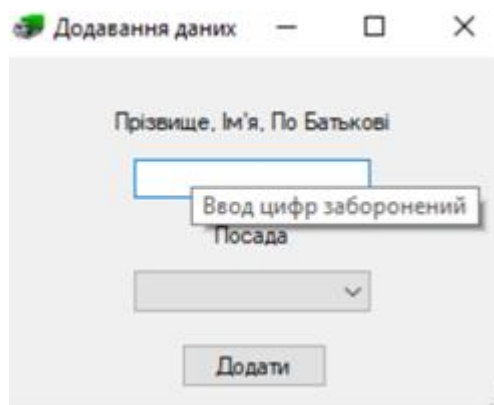 Додавання даних
Прізвище, Ім'я, По Батькові
Ввод цифр заборонений
Посада
Додати